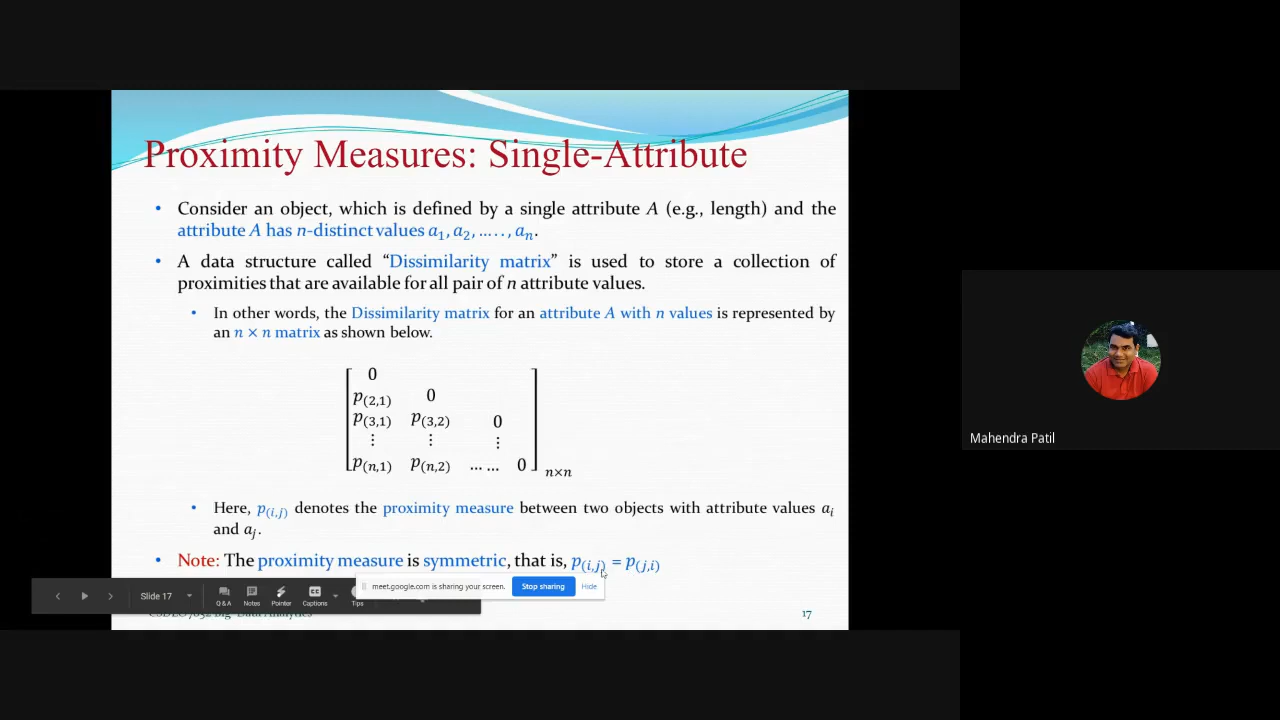 Proximity Measures: Single-Attribute
• Consider an object, which is defined by a single attribute A (e.g., length) and the
attribute A has n-distinct values a₁, a₂, ….., aₙ.
• A data structure called “Dissimilarity matrix” is used to store a collection of
proximities that are available for all pair of n attribute values.
• In other words, the Dissimilarity matrix for an attribute A with n values is represented by
an n × n matrix as shown below.
0
p(2,1) 0
p(3,1) p(3,2) 0
⋮ ⋮ ⋮
p(n,1) p(n,2) … … 0 n×n
• Here, p(i,j) denotes the proximity measure between two objects with attribute values aᵢ
and aⱼ.
• Note: The proximity measure is symmetric, that is, p(i,j) = p(j,i)
meet.google.com is sharing your screen. Stop sharing Hide
Slide 17 Q & A Notes Pointer Captions Tips
Data Analytics
17
Mahendra Patil